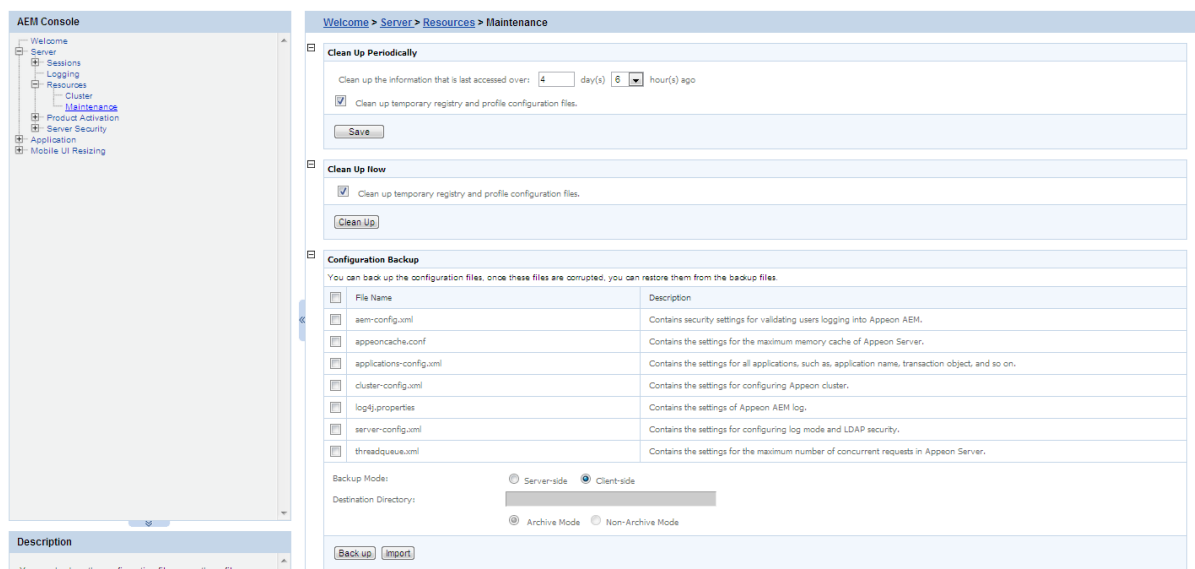 AEM Console
Welcome
Server
Sessions
Logging
Resources
Cluster
Maintenance
Product Activation
Server Security
Application
Mobile UI Resizing
Description
Welcome > Server > Resources > Maintenance
Clean Up Periodically
Clean up the information that is last accessed over: 4 day(s) 6 hour(s) ago
Clean up temporary registry and profile configuration files.
Save
Clean Up Now
Clean up temporary registry and profile configuration files.
Clean Up
Configuration Backup
You can back up the configuration files, once these files are corrupted, you can restore them from the backup files.
File Name Description
aem-config.xml Contains security settings for validating users logging into Appeon AEM.
appeoncache.conf Contains the settings for the maximum memory cache of Appeon Server.
applications-config.xml Contains the settings for all applications, such as, application name, transaction object, and so on.
cluster-config.xml Contains the settings for configuring Appeon cluster.
log4j.properties Contains the settings of Appeon AEM log.
server-config.xml Contains the settings for configuring log mode and LDAP security.
threadqueue.xml Contains the settings for the maximum number of concurrent requests in Appeon Server.
Backup Mode: Server-side Client-side
Destination Directory:
Archive Mode Non-Archive Mode
Back up Import